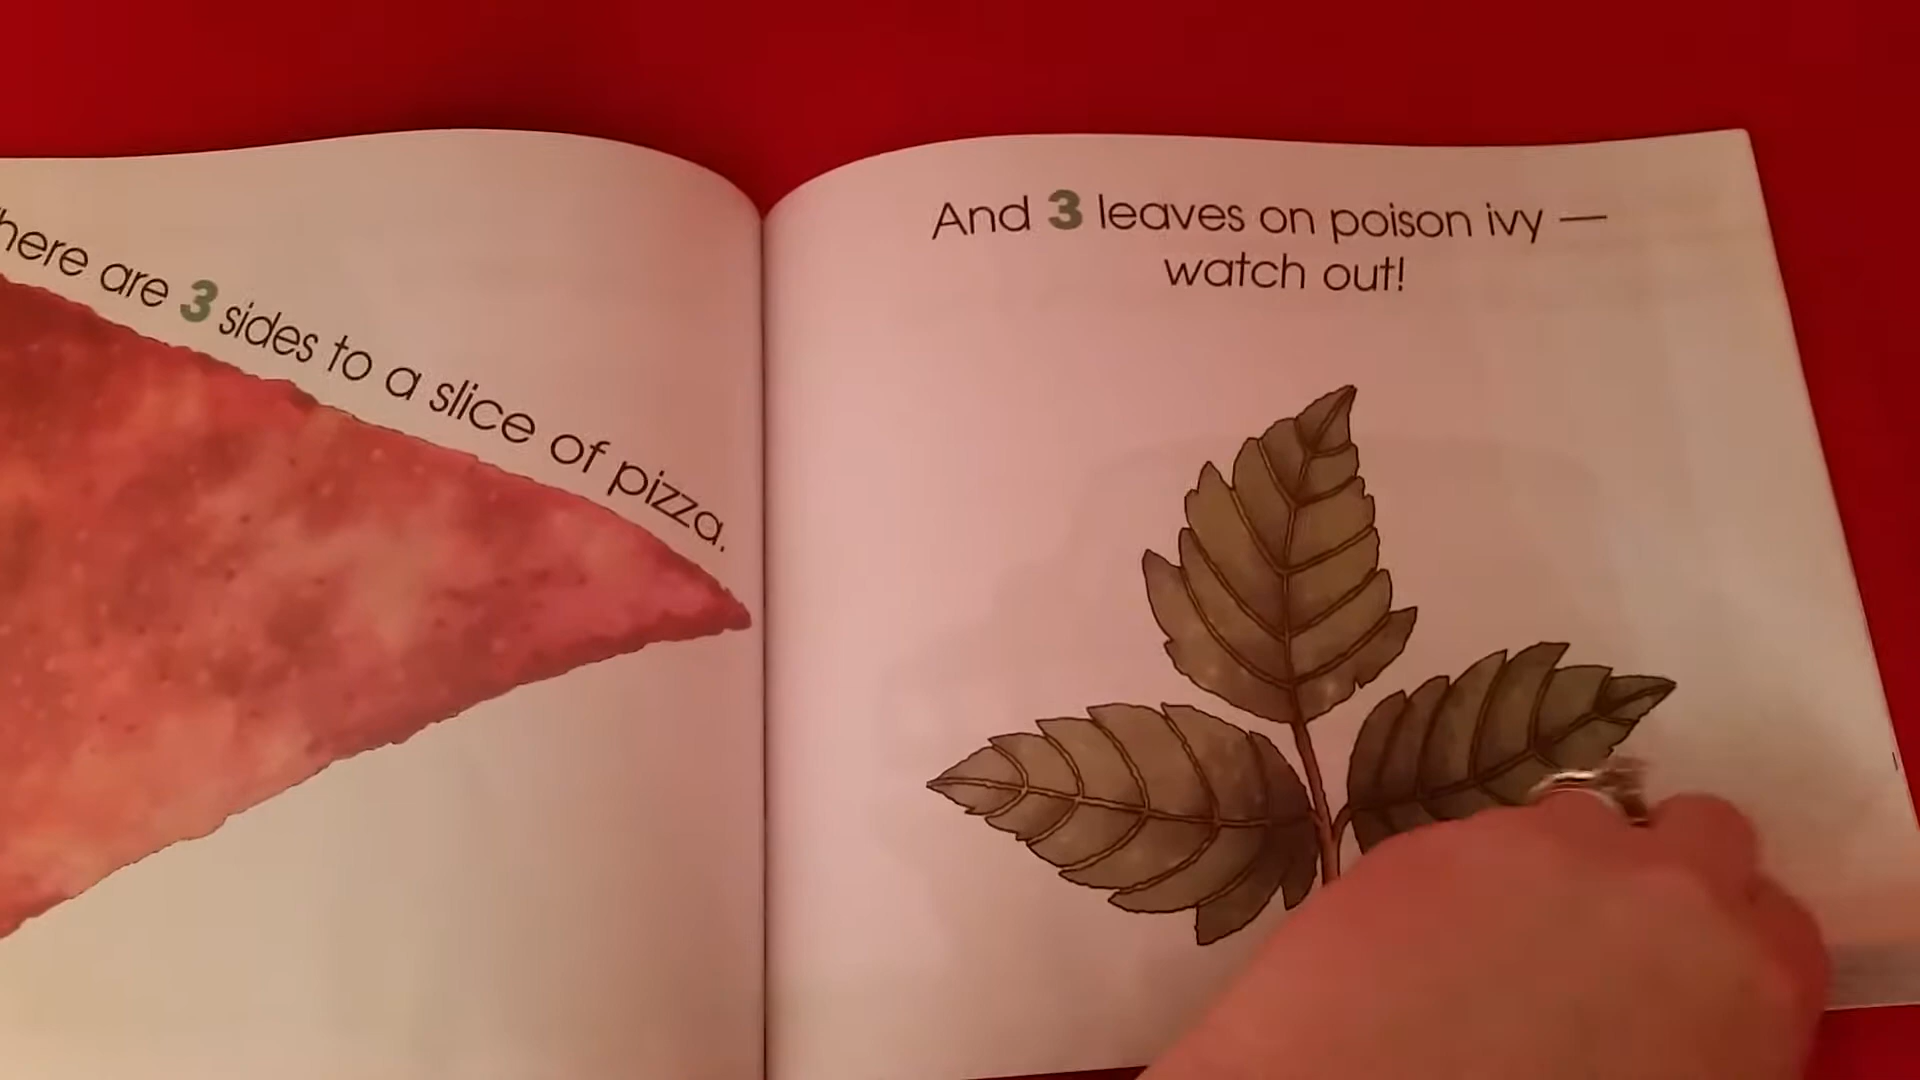 here are 3 sides to a slice of pizza.
And 3 leaves on poison ivy —
watch out!